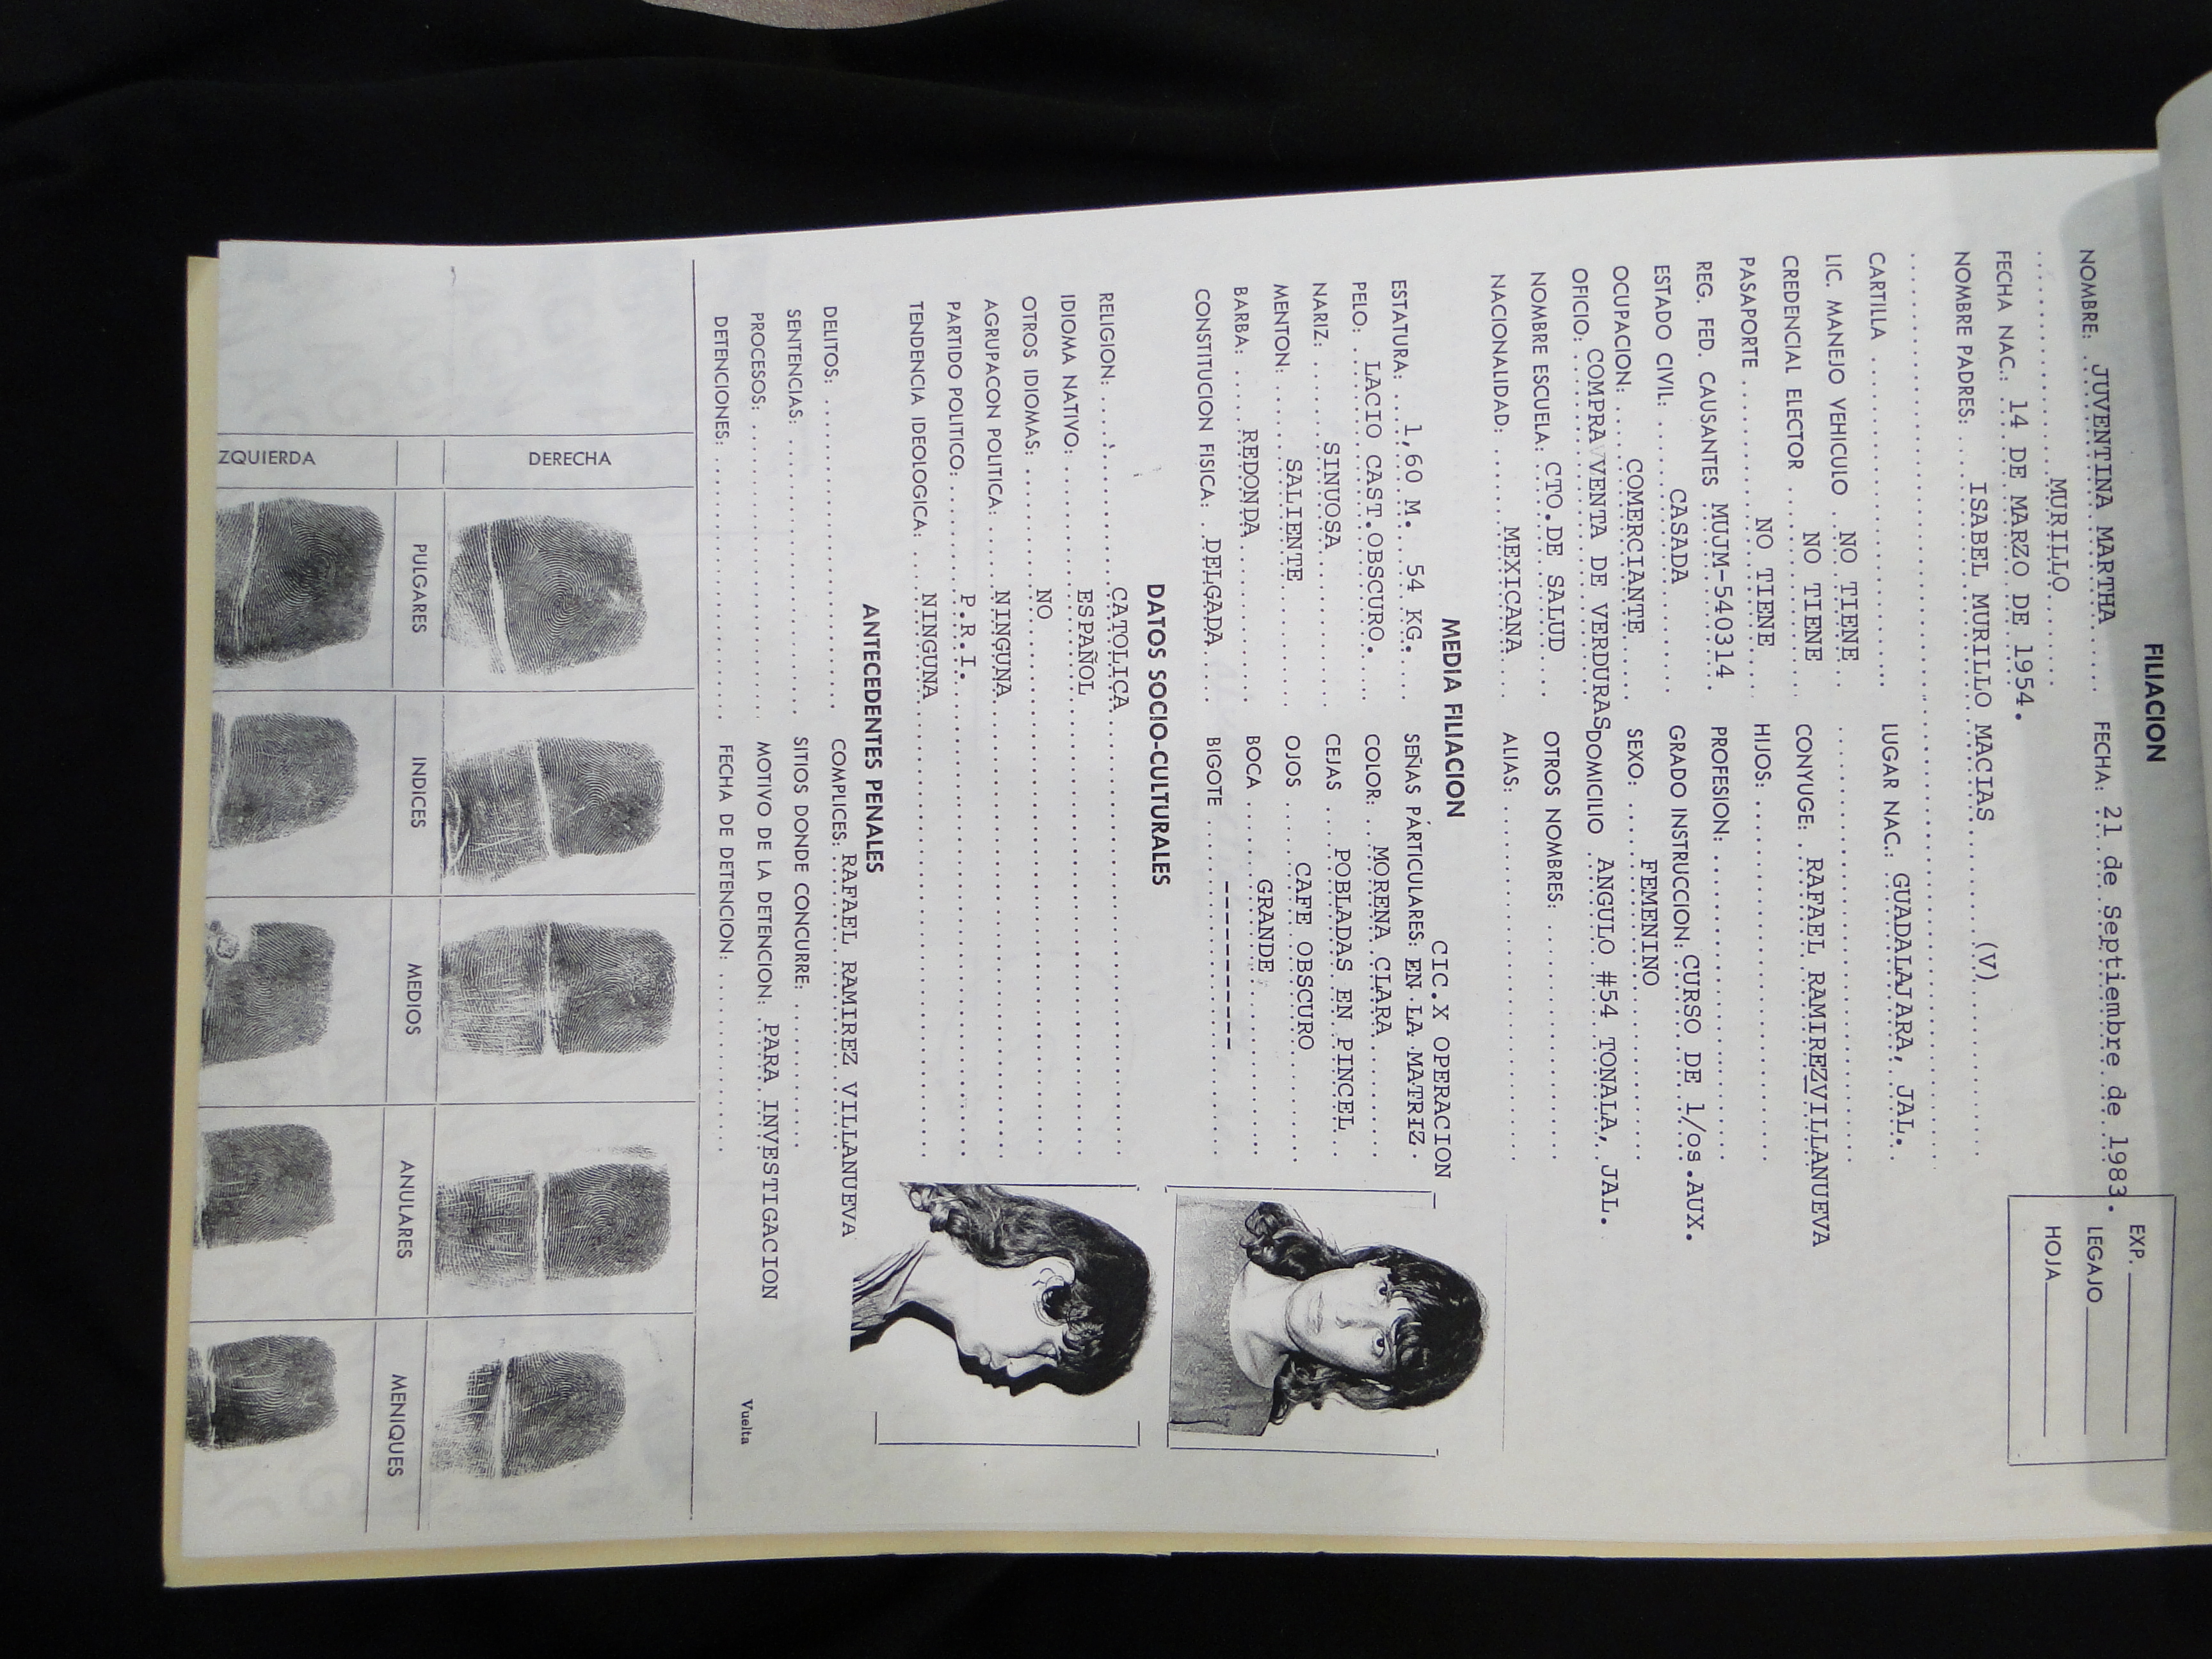 FILIACION
EXP.
LEGAJO
HOJA
NOMBRE: JUVENTINA MARTHA FECHA: 21 de Septiembre de 1983.
MURILLO
FECHA NAC.: 14 DE MARZO DE 1954.
NOMBRE PADRES: ISABEL MURILLO MACIAS (V)
CARTILLA LUGAR NAC.: GUADALAJARA, JAL.
LIC. MANEJO VEHICULO NO TIENE
CREDENCIAL ELECTOR NO TIENE CONYUGE: RAFAEL RAMIREZVILLANUEVA
PASAPORTE NO TIENE HIJOS:
REG. FED. CAUSANTES MUJM-540314 PROFESION:
ESTADO CIVIL: CASADA GRADO INSTRUCCION: CURSO DE 1/os.AUX.
OCUPACION: COMERCIANTE SEXO: FEMENINO
OFICIO: COMPRA VENTA DE VERDURAS DOMICILIO ANGULO #54 TONALA, JAL.
NOMBRE ESCUELA: CTO.DE SALUD OTROS NOMBRES:
NACIONALIDAD: MEXICANA ALIAS:
MEDIA FILIACION
CIC.X OPERACION
ESTATURA: 1,60 M. 54 KG. SEÑAS PARTICULARES: EN LA MATRIZ
PELO: LACIO CAST.OBSCURO. COLOR: MORENA CLARA
NARIZ: SINUOSA CEJAS POBLADAS EN PINCEL
MENTON: SALIENTE OJOS CAFE OBSCURO
BARBA: REDONDA BOCA GRANDE
CONSTITUCION FISICA: DELGADA BIGOTE -----------
DATOS SOCIO-CULTURALES
RELIGION: CATOLICA
IDIOMA NATIVO: ESPAÑOL
OTROS IDIOMAS: NO
AGRUPACON POLITICA: NINGUNA
PARTIDO POLITICO: P.R.I.
TENDENCIA IDEOLOGICA: NINGUNA
ANTECEDENTES PENALES
DELITOS: COMPLICES: RAFAEL RAMIREZ VILLANUEVA
SENTENCIAS: SITIOS DONDE CONCURRE:
PROCESOS: MOTIVO DE LA DETENCION: PARA INVESTIGACION
Vuelta
DETENCIONES: FECHA DE DETENCION:
DERECHA
PULGARES INDICES MEDIOS ANULARES MENIQUES
ZQUIERDA